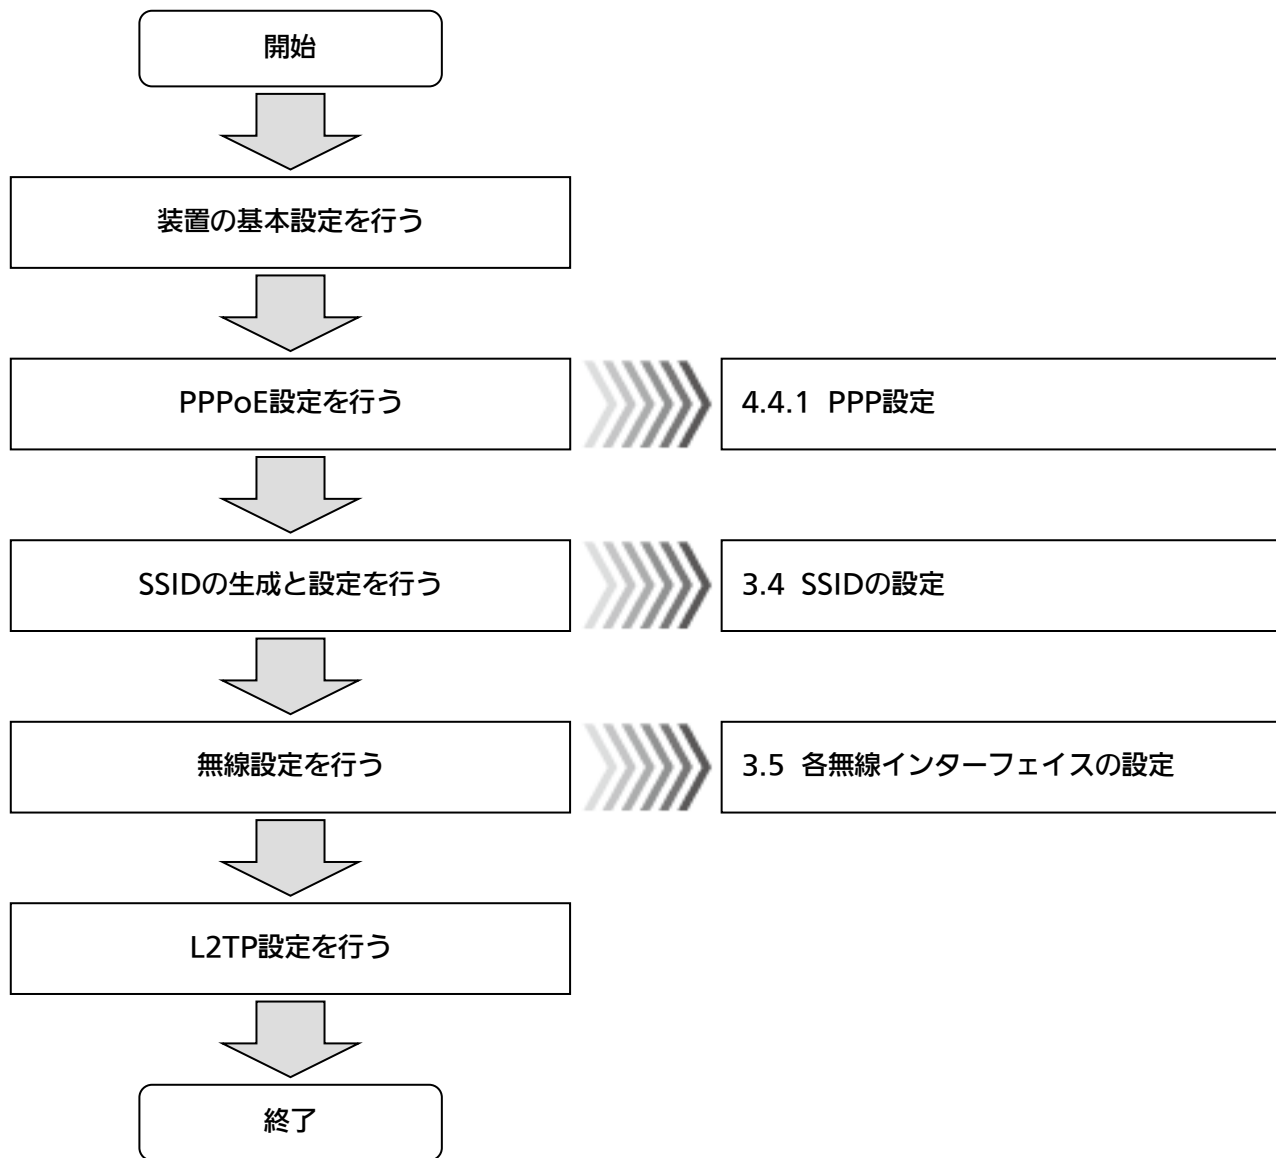 開始
装置の基本設定を行う
PPPoE設定を行う
4.4.1 PPP設定
SSIDの生成と設定を行う
3.4 SSIDの設定
無線設定を行う
3.5 各無線インターフェイスの設定
L2TP設定を行う
終了